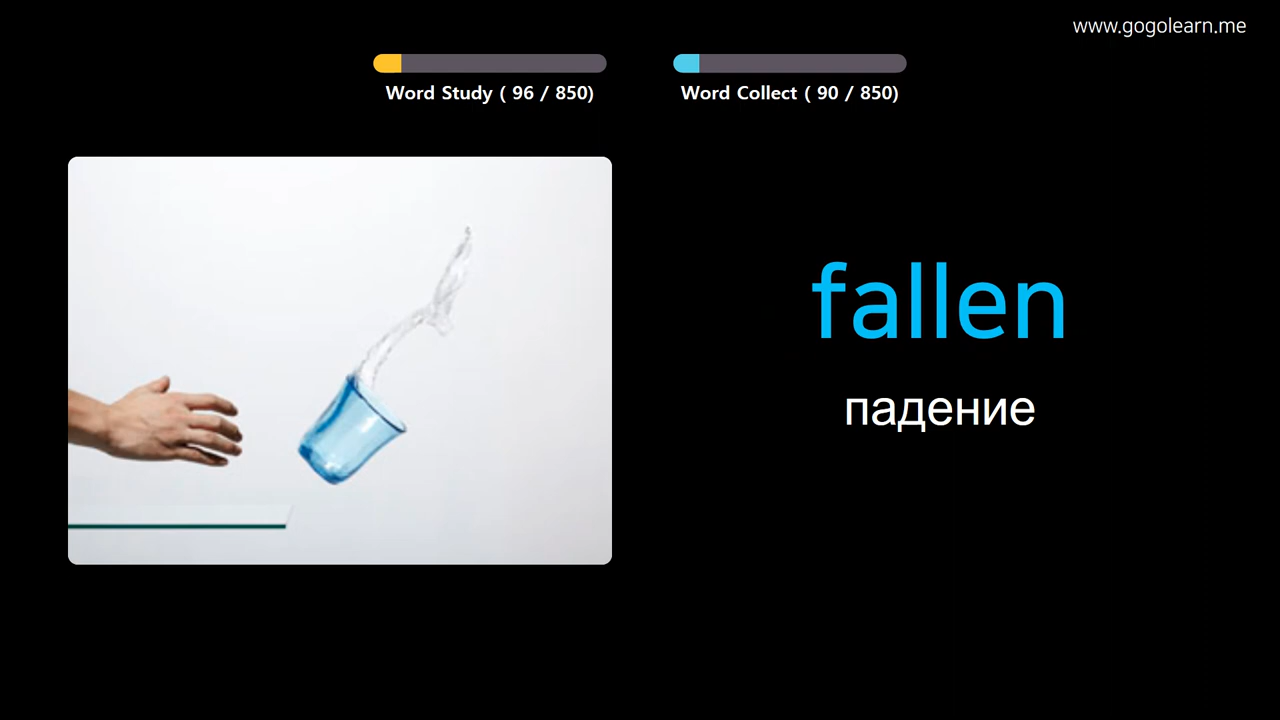 www.gogolearn.me
Word Study ( 96 / 850)
Word Collect ( 90 / 850)
fallen
падение